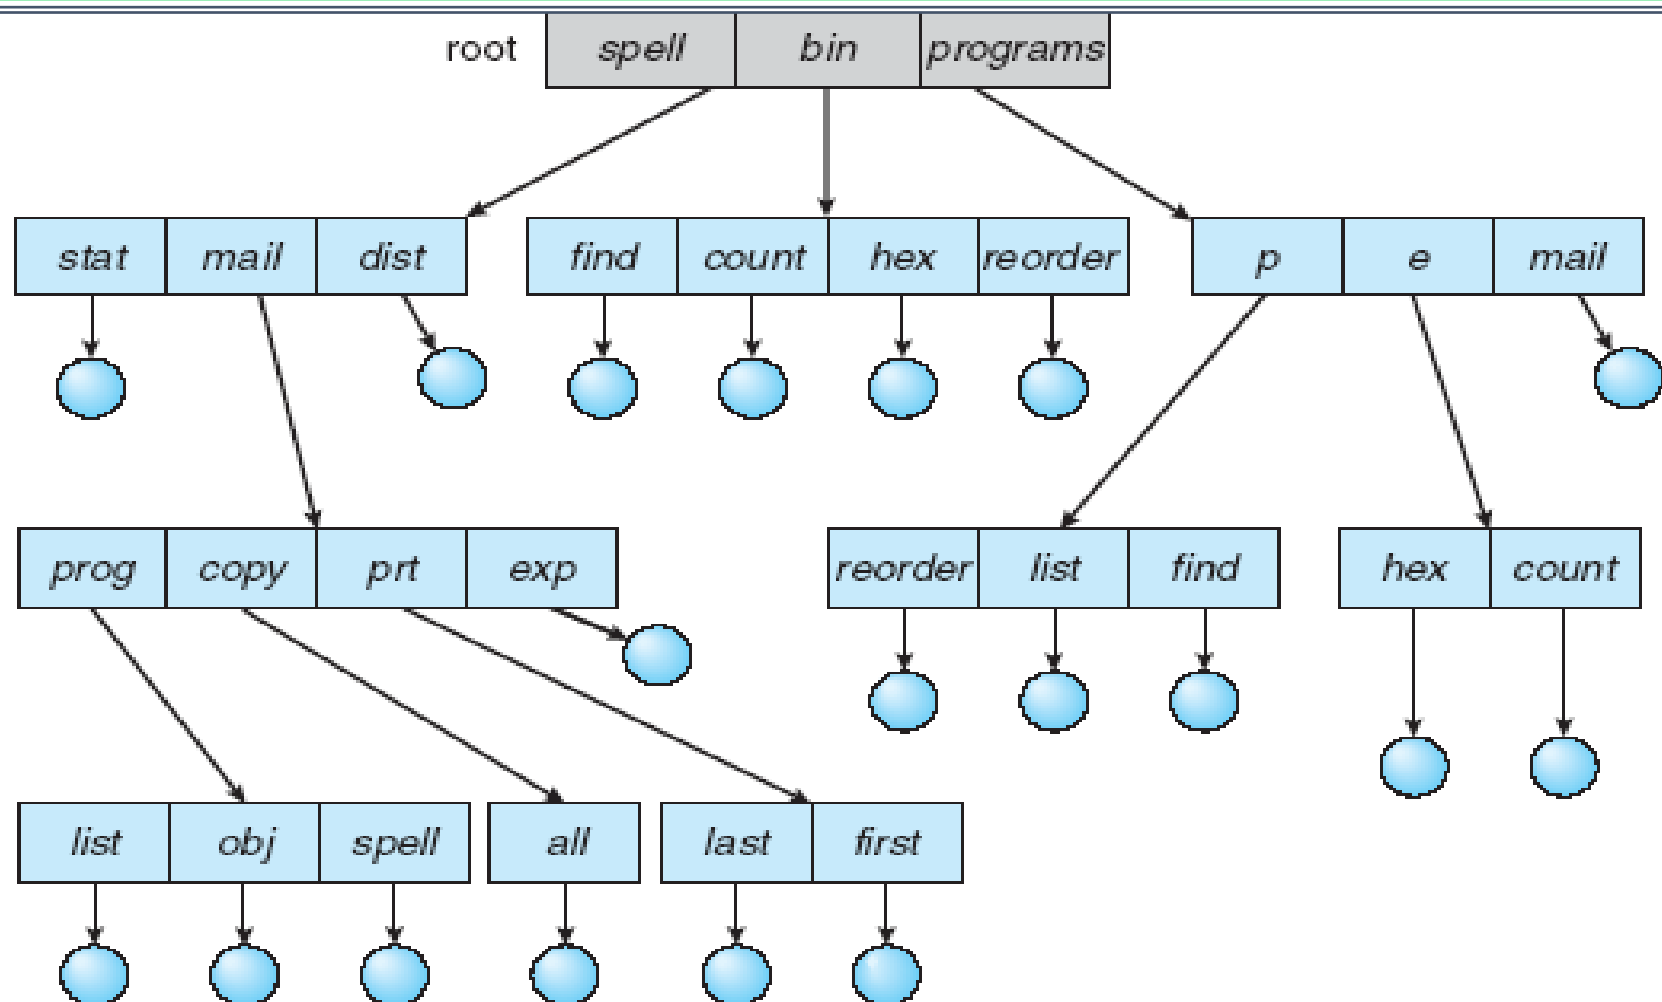 root spell bin programs
stat mail dist find count hex reorder p e mail
prog copy prt exp reorder list find hex count
list obj spell all last first